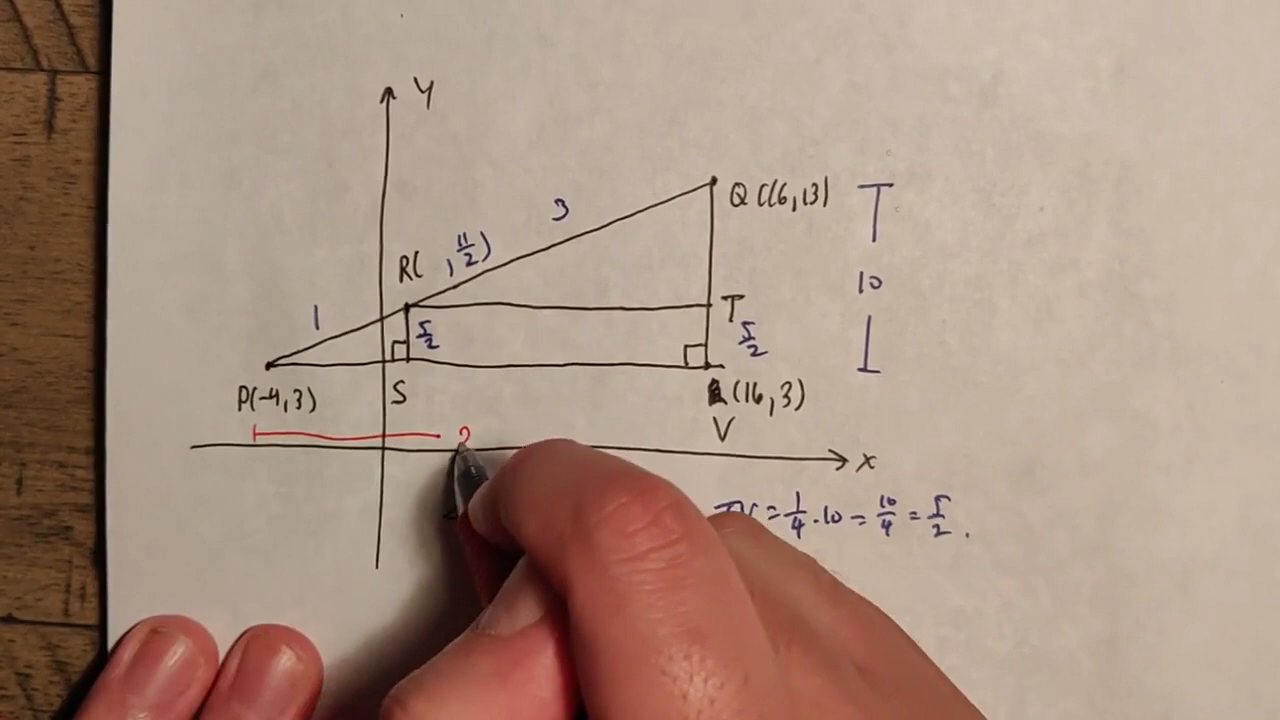 Y
3
Q (16,13)
R( , 11/2)
10
1
T
5/2
5/2
P(-4,3)
S
(16,3)
V
x
2
= 1/4 · 10 = 10/4 = 5/2 .